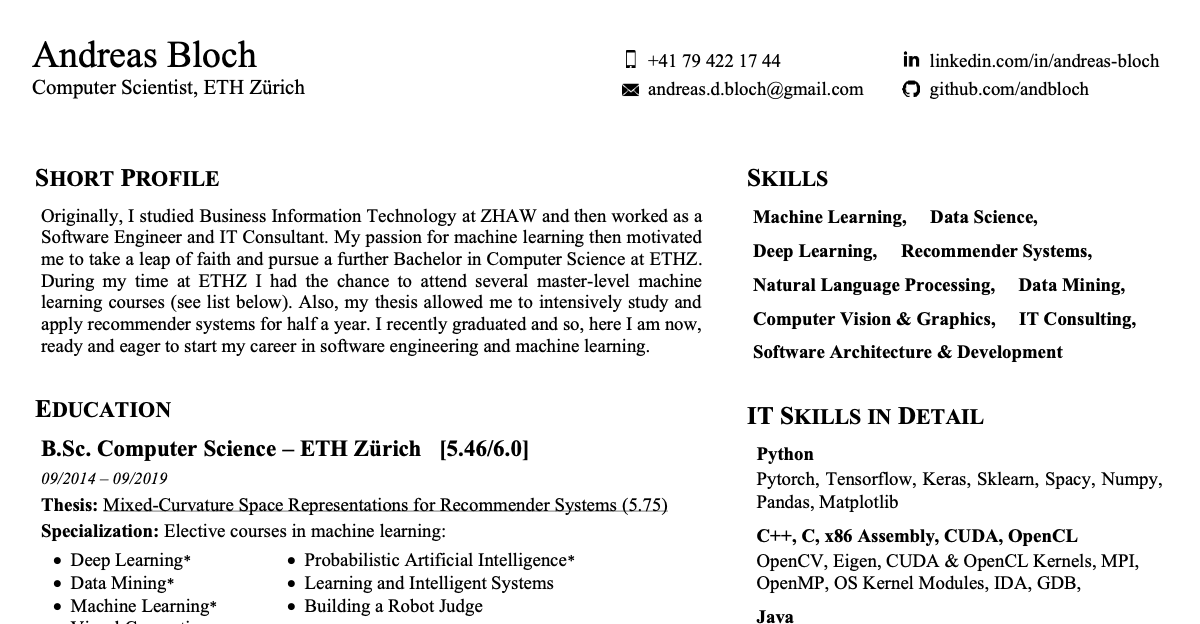 Andreas Bloch
Computer Scientist, ETH Zürich
+41 79 422 17 44
linkedin.com/in/andreas-bloch
andreas.d.bloch@gmail.com
github.com/andbloch
SHORT PROFILE
Originally, I studied Business Information Technology at ZHAW and then worked as a
Software Engineer and IT Consultant. My passion for machine learning then motivated
me to take a leap of faith and pursue a further Bachelor in Computer Science at ETHZ.
During my time at ETHZ I had the chance to attend several master-level machine
learning courses (see list below). Also, my thesis allowed me to intensively study and
apply recommender systems for half a year. I recently graduated and so, here I am now,
ready and eager to start my career in software engineering and machine learning.
EDUCATION
B.Sc. Computer Science – ETH Zürich [5.46/6.0]
09/2014 – 09/2019
Thesis: Mixed-Curvature Space Representations for Recommender Systems (5.75)
Specialization: Elective courses in machine learning:
• Deep Learning*
• Data Mining*
• Machine Learning*
• Probabilistic Artificial Intelligence*
• Learning and Intelligent Systems
• Building a Robot Judge
SKILLS
Machine Learning, Data Science,
Deep Learning, Recommender Systems,
Natural Language Processing, Data Mining,
Computer Vision & Graphics, IT Consulting,
Software Architecture & Development
IT SKILLS IN DETAIL
Python
Pytorch, Tensorflow, Keras, Sklearn, Spacy, Numpy,
Pandas, Matplotlib
C++, C, x86 Assembly, CUDA, OpenCL
OpenCV, Eigen, CUDA & OpenCL Kernels, MPI,
OpenMP, OS Kernel Modules, IDA, GDB,
Java